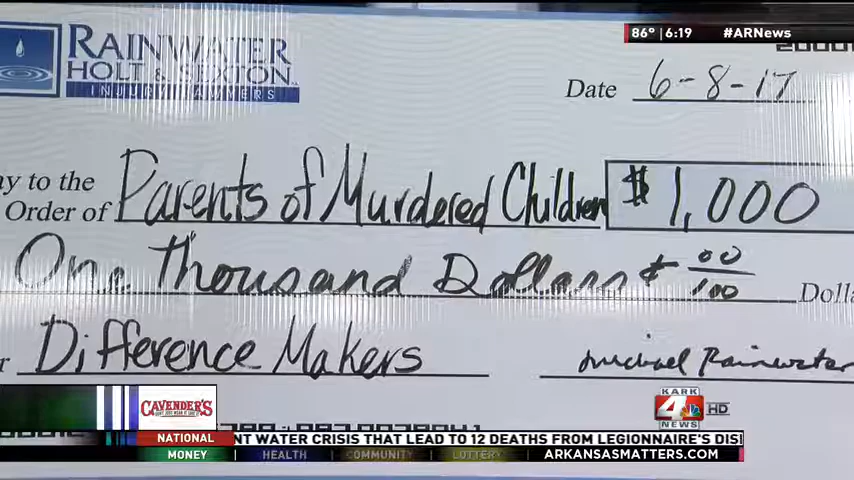 86° 6:19 #ARNews
RAINWATER
HOLT & SEXTON
INJURY LAWYERS
Date 6-8-17
ay to the
Order of Parents of Murdered Children $ 1,000
One Thousand Dollars & 00/100 Dolla
r Difference Makers Michael Rainwater
CAVENDER'S
KARK
4 HD
NEWS
NATIONAL NT WATER CRISIS THAT LEAD TO 12 DEATHS FROM LEGIONNAIRE'S DIS
MONEY HEALTH COMMUNITY LOTTERY ARKANSASMATTERS.COM